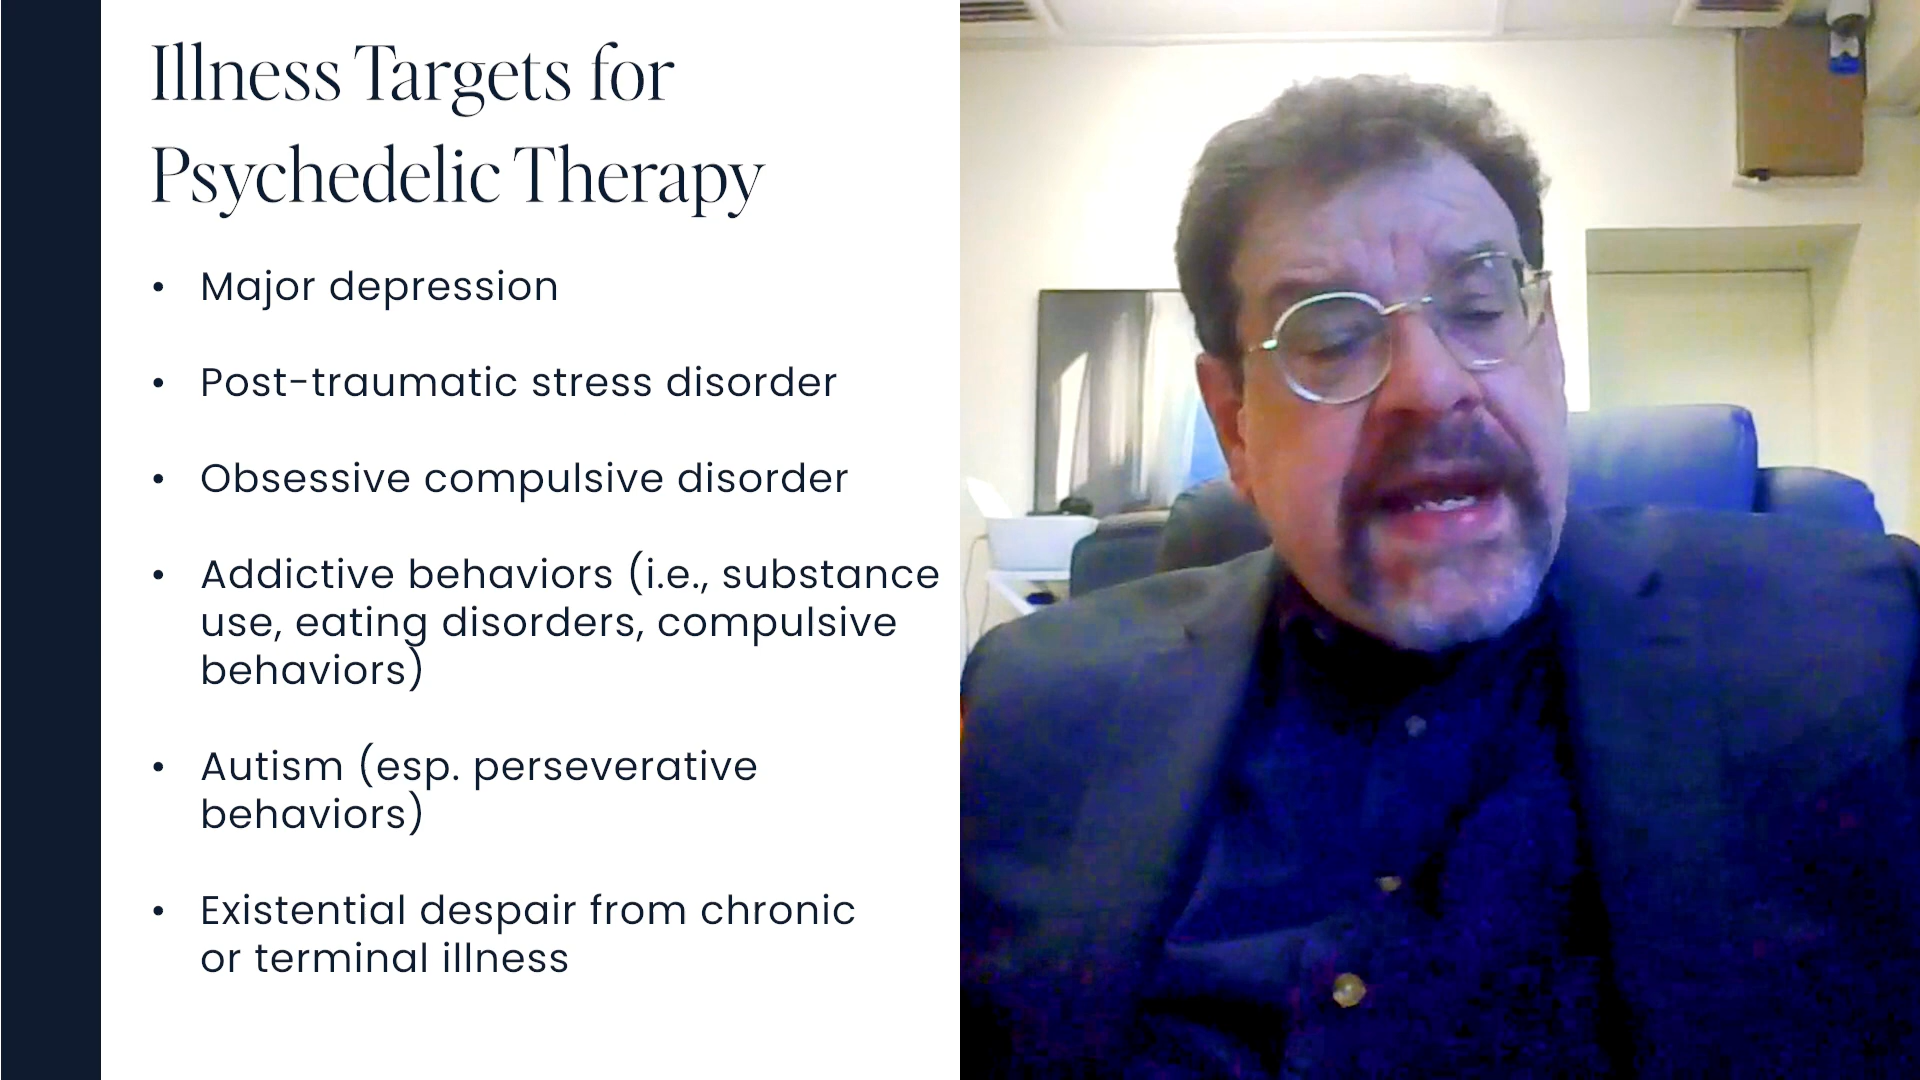 Illness Targets for
Psychedelic Therapy
• Major depression
• Post-traumatic stress disorder
• Obsessive compulsive disorder
• Addictive behaviors (i.e., substance
use, eating disorders, compulsive
behaviors)
• Autism (esp. perseverative
behaviors)
• Existential despair from chronic
or terminal illness